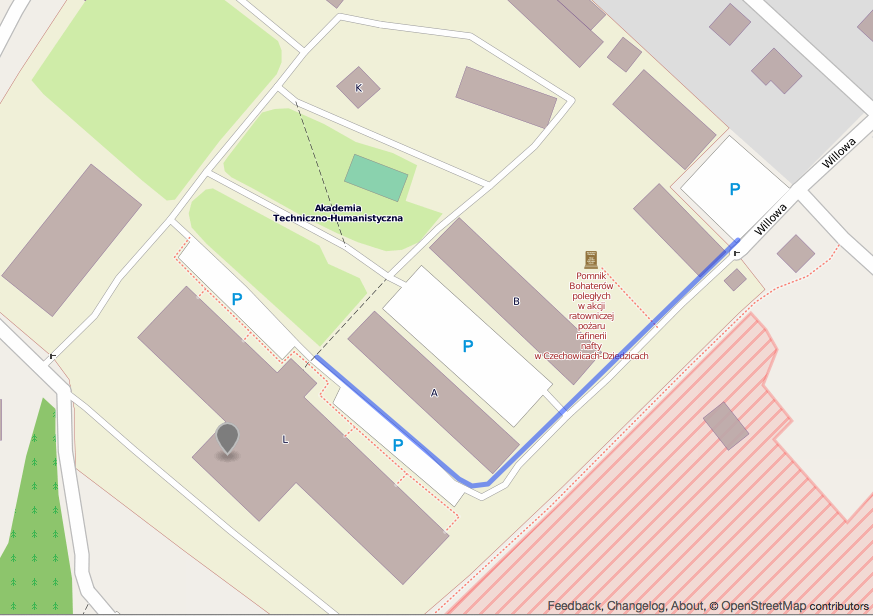 K
Willowa
P
Willowa
Akademia
Techniczno-Humanistyczna
Pomnik
Bohaterów
poległych
w akcji
ratowniczej
pożaru
rafinerii
nafty
w Czechowicach-Dziedzicach
P
B
P
A
L
P
Feedback, Changelog, About, © OpenStreetMap contributors